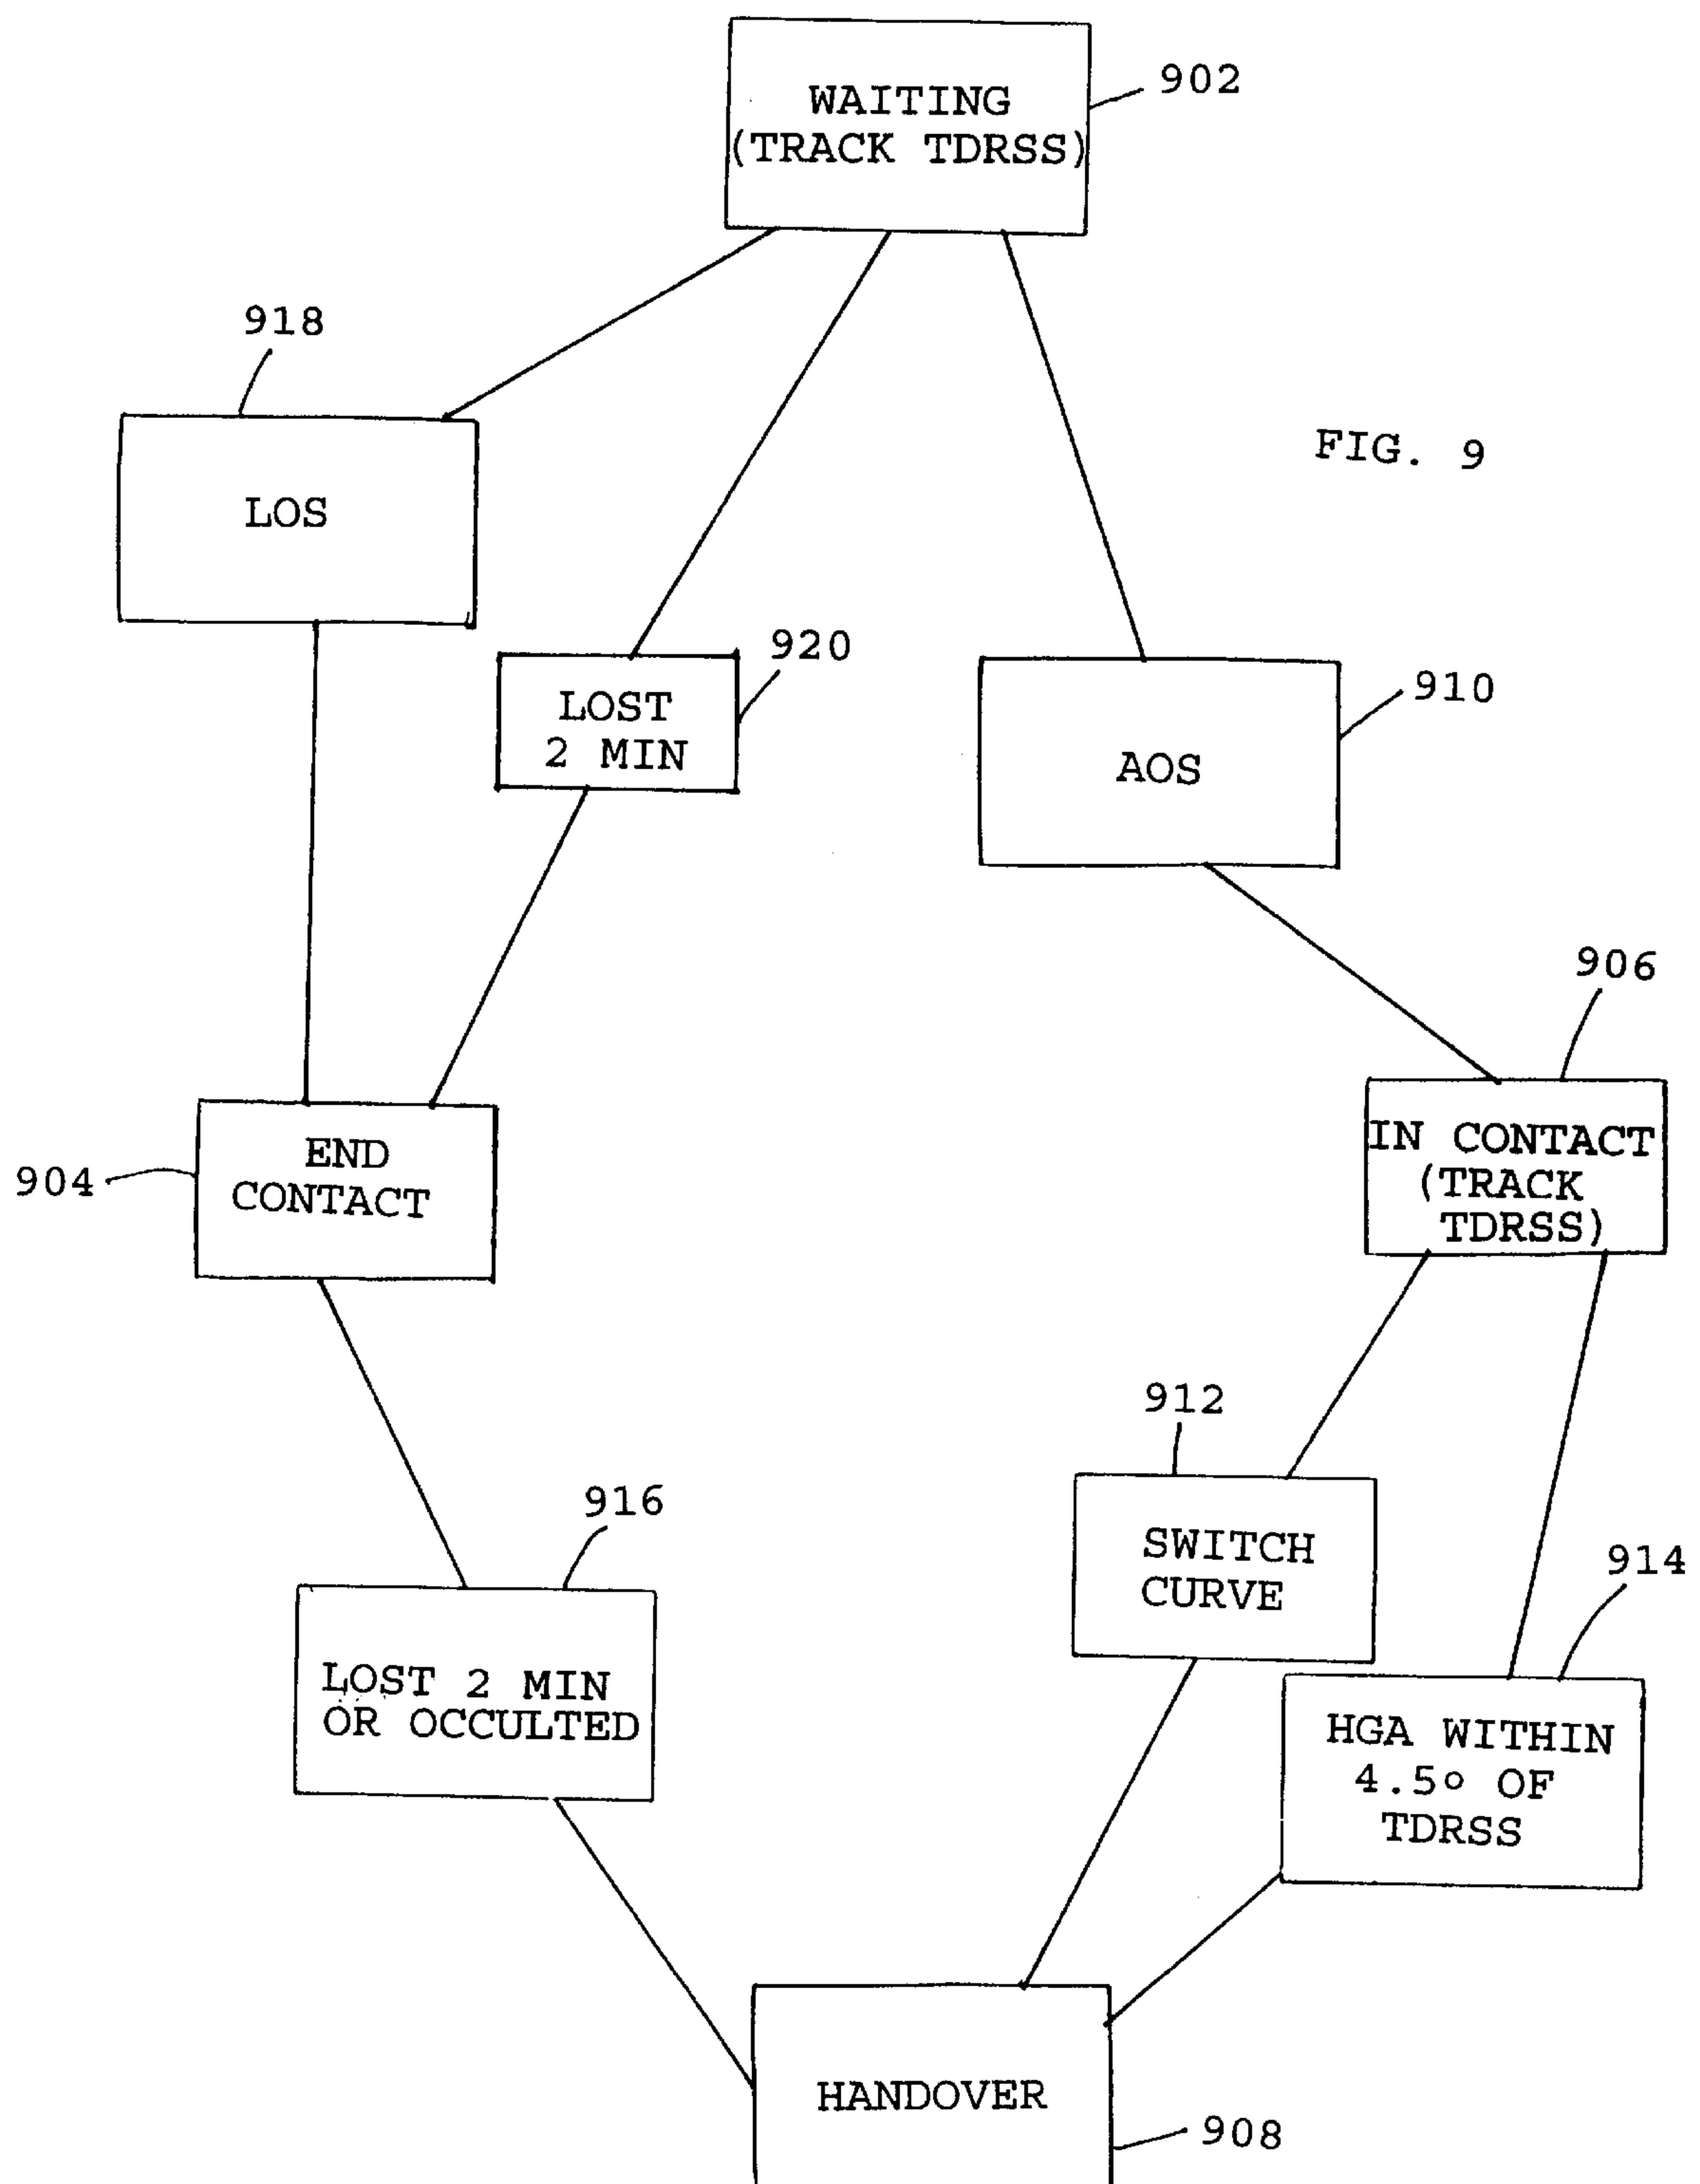 WAITING
(TRACK TDRSS)
902
918
LOS
FIG. 9
920
LOST
2 MIN
910
AOS
906
IN CONTACT
(TRACK
TDRSS)
904
END
CONTACT
912
SWITCH
CURVE
916
LOST 2 MIN
OR OCCULTED
914
HGA WITHIN
4.5° OF
TDRSS
HANDOVER
908